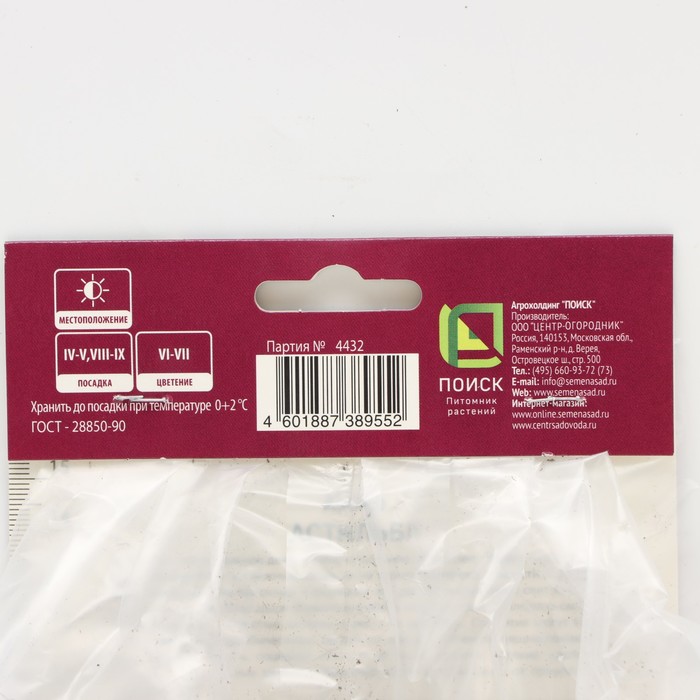 МЕСТОПОЛОЖЕНИЕ
IV-V,VIII-IX
ПОСАДКА
VI-VII
ЦВЕТЕНИЕ
Хранить до посадки при температуре 0+2 °С
ГОСТ - 28850-90
Партия № 4432
4 601887 389552
ПОИСК
Питомник
растений
Агрохолдинг "ПОИСК"
Производитель:
ООО "ЦЕНТР-ОГОРОДНИК"
Россия, 140153, Московская обл.,
Раменский р-н, д. Верея,
Островецкое ш., стр. 500
Тел.: (495) 660-93-72 (73)
E-mail: info@semenasad.ru
Web: www.semenasad.ru
Интернет-магазин:
www.online.semenasad.ru
www.centrsadovoda.ru